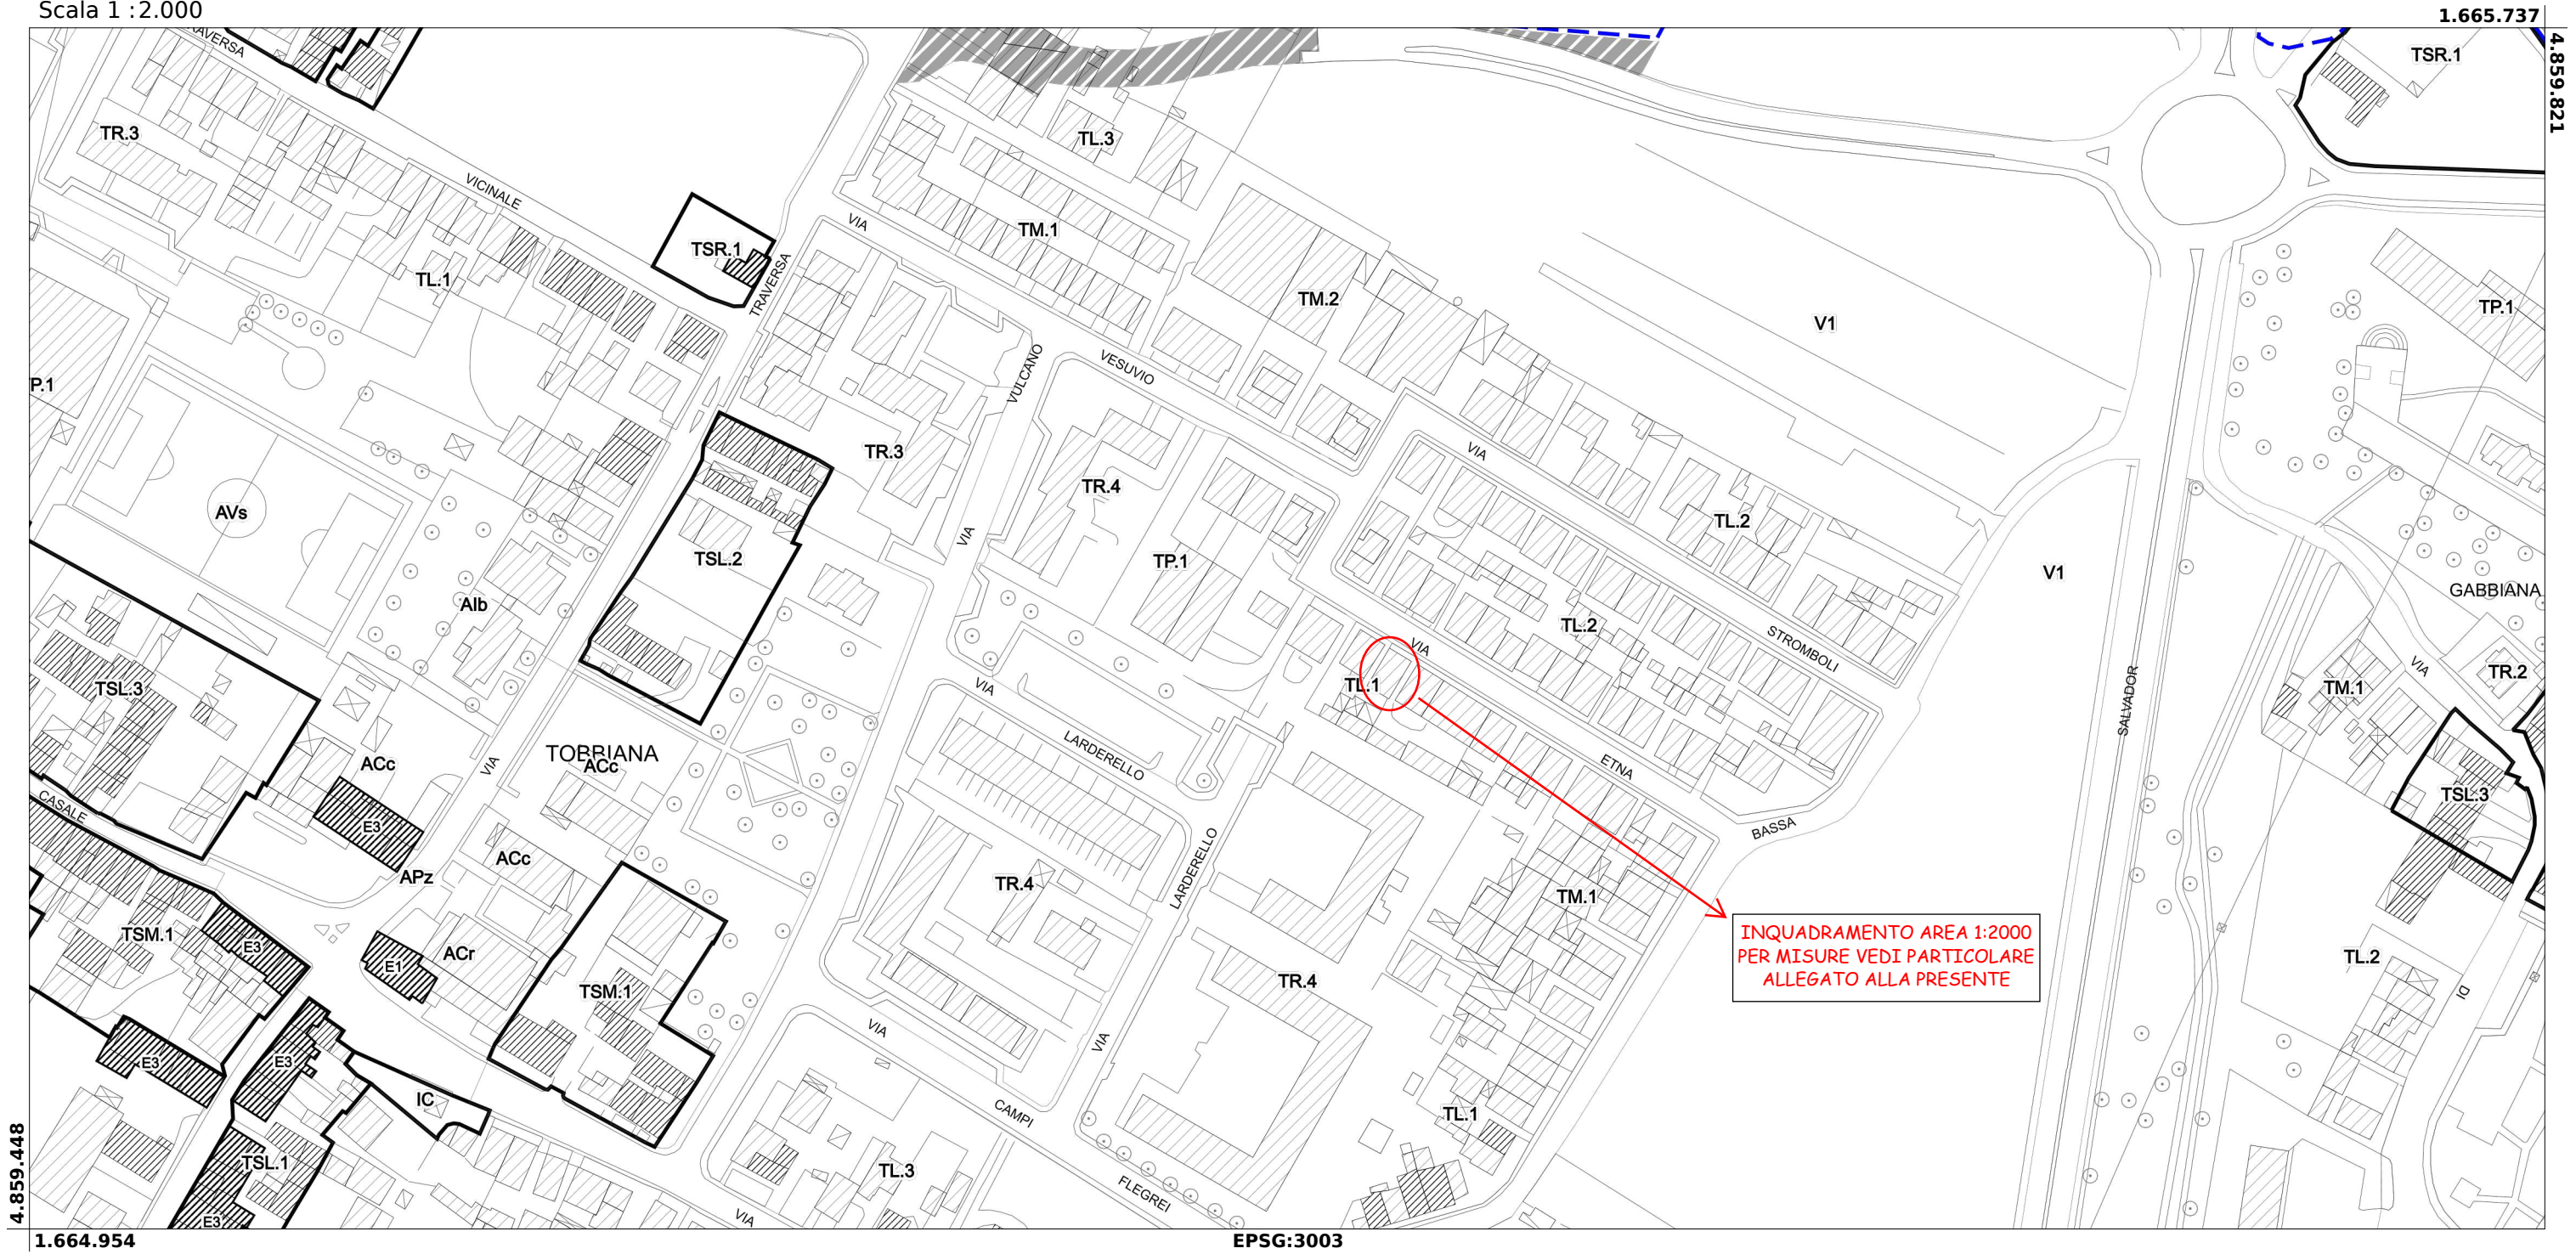 Scala 1 :2.000
1.665.737
4.859.821
TRAVERSA
TSR.1
TR.3
TL.3
VICINALE
TSR.1
VIA
TM.1
TL.1
TRAVERSA
TM.2
V1
TP.1
P.1
VULCANO
VESUVIO
TR.3
VIA
TR.4
AVs
TL.2
VIA
TSL.2
TP.1
V1
GABBIANA
AIb
TL.2
STROMBOLI
VIA
TSL.3
VIA
TL.1
SALVADOR
VIA
TM.1
TR.2
TOBBIANA
ACc
ACc
VIA
LARDERELLO
ETNA
CASALE
E3
TSL.3
BASSA
ACc
APz
LARDERELLO
TR.4
TM.1
TSM.1
E3
E1
ACr
TSM.1
TR.4
INQUADRAMENTO AREA 1:2000
PER MISURE VEDI PARTICOLARE
ALLEGATO ALLA PRESENTE
TL.2
DI
VIA
VIA
E3
E3
IC
CAMPI
TL.1
TSL.1
TL.3
FLEGREI
VIA
E3
4.859.448
1.664.954
EPSG:3003